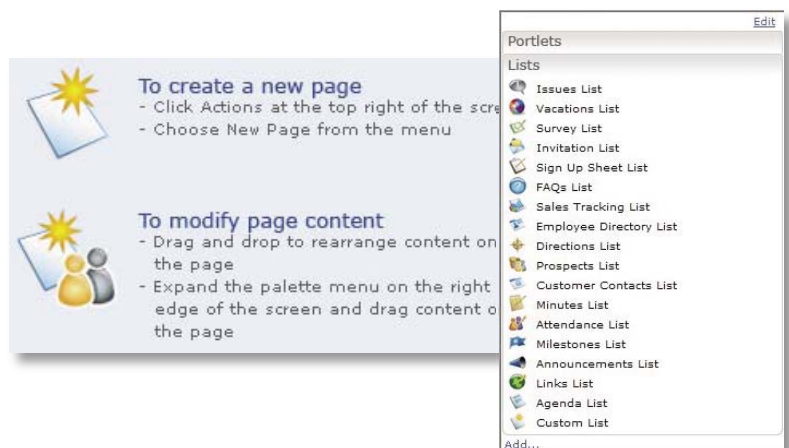 To create a new page
- Click Actions at the top right of the
- Choose New Page from the menu
To modify page content
- Drag and drop to rearrange content on
the page
- Expand the palette menu on the right
edge of the screen and drag content
the page
Edit
Portlets
Lists
Issues List
Vacations List
Survey List
Invitation List
Sign Up Sheet List
FAQs List
Sales Tracking List
Employee Directory List
Directions List
Prospects List
Customer Contacts List
Minutes List
Attendance List
Milestones List
Announcements List
Links List
Agenda List
Custom List
Add...